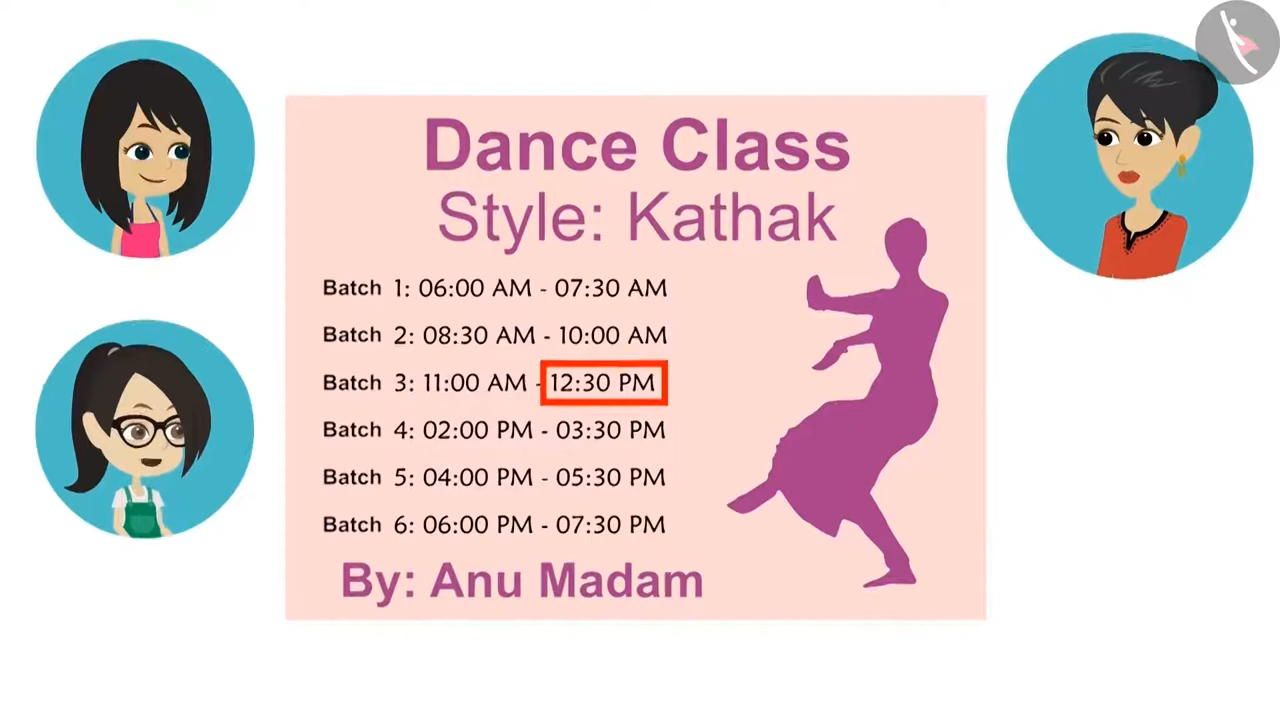 Dance Class
Style: Kathak
Batch 1: 06:00 AM - 07:30 AM
Batch 2: 08:30 AM - 10:00 AM
Batch 3: 11:00 AM - 12:30 PM
Batch 4: 02:00 PM - 03:30 PM
Batch 5: 04:00 PM - 05:30 PM
Batch 6: 06:00 PM - 07:30 PM
By: Anu Madam